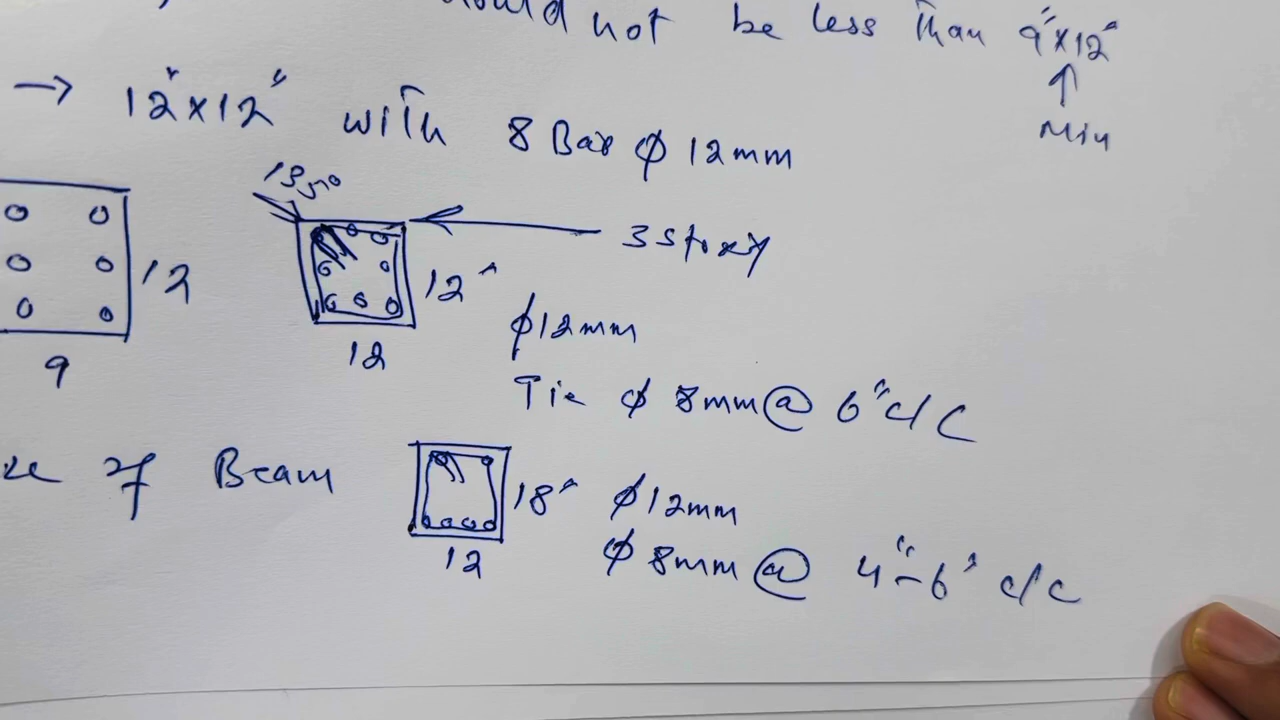 not be less Than 9"x12"
Min
→ 12"x12" with 8 Bar ϕ 12mm
135°
3 story
12
12"
9
12
ϕ12mm
Tie ϕ 8mm@ 6" c/c
of Beam
18" ϕ12mm
12
ϕ 8mm @ 4"-6" c/c